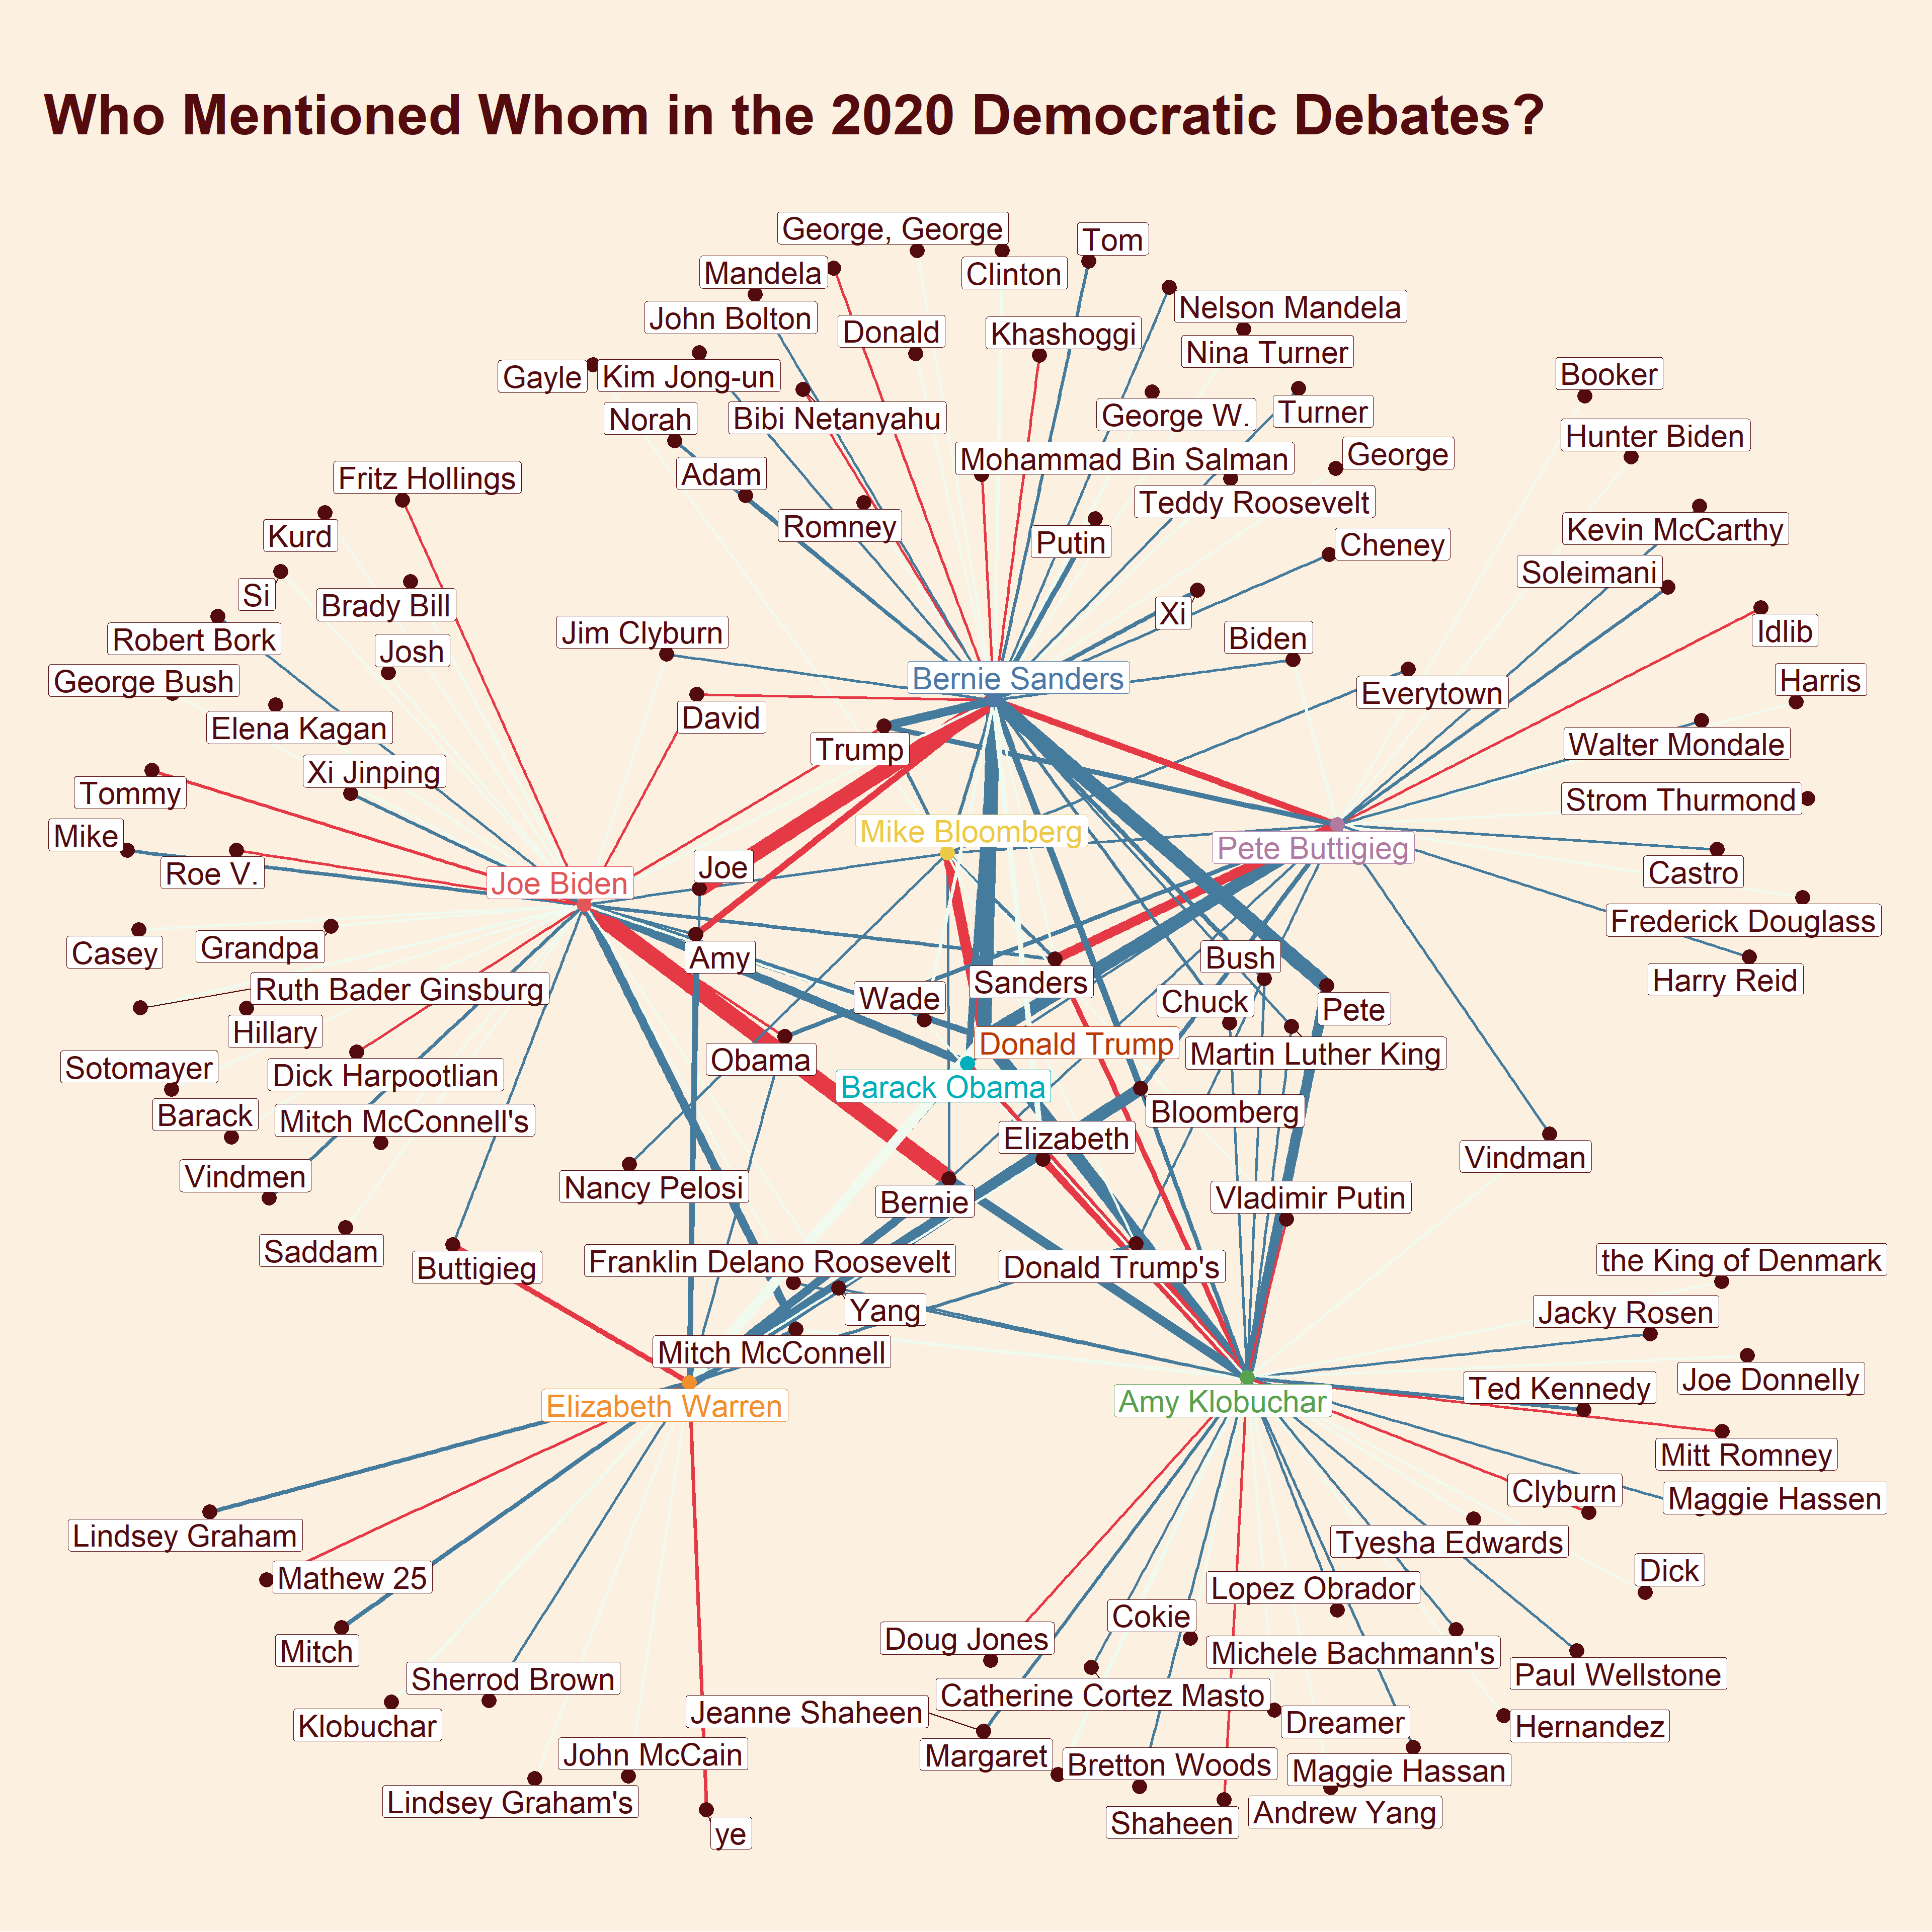 Who Mentioned Whom in the 2020 Democratic Debates?
George, George
Tom
Mandela
Clinton
Nelson Mandela
John Bolton
Donald
Khashoggi
Nina Turner
Gayle
Kim Jong-un
Booker
Norah
Bibi Netanyahu
George W.
Turner
Hunter Biden
Fritz Hollings
Adam
Mohammad Bin Salman
George
Teddy Roosevelt
Kurd
Romney
Putin
Cheney
Kevin McCarthy
Si
Brady Bill
Soleimani
Robert Bork
Jim Clyburn
Xi
Biden
Idlib
Josh
George Bush
Bernie Sanders
Everytown
Harris
Elena Kagan
David
Trump
Walter Mondale
Xi Jinping
Tommy
Strom Thurmond
Mike
Mike Bloomberg
Pete Buttigieg
Roe V.
Joe Biden
Joe
Castro
Casey
Grandpa
Amy
Frederick Douglass
Ruth Bader Ginsburg
Sanders
Bush
Harry Reid
Hillary
Wade
Chuck
Pete
Sotomayer
Dick Harpootlian
Obama
Donald Trump
Martin Luther King
Barack
Barack Obama
Bloomberg
Mitch McConnell's
Elizabeth
Vindman
Vindmen
Nancy Pelosi
Bernie
Vladimir Putin
Saddam
Buttigieg
Franklin Delano Roosevelt
Donald Trump's
the King of Denmark
Yang
Jacky Rosen
Mitch McConnell
Joe Donnelly
Elizabeth Warren
Amy Klobuchar
Ted Kennedy
Mitt Romney
Clyburn
Maggie Hassen
Lindsey Graham
Tyesha Edwards
Mathew 25
Dick
Lopez Obrador
Cokie
Mitch
Doug Jones
Michele Bachmann's
Sherrod Brown
Catherine Cortez Masto
Paul Wellstone
Klobuchar
Jeanne Shaheen
Dreamer
Hernandez
John McCain
Margaret
Bretton Woods
Maggie Hassan
Lindsey Graham's
Shaheen
Andrew Yang
ye